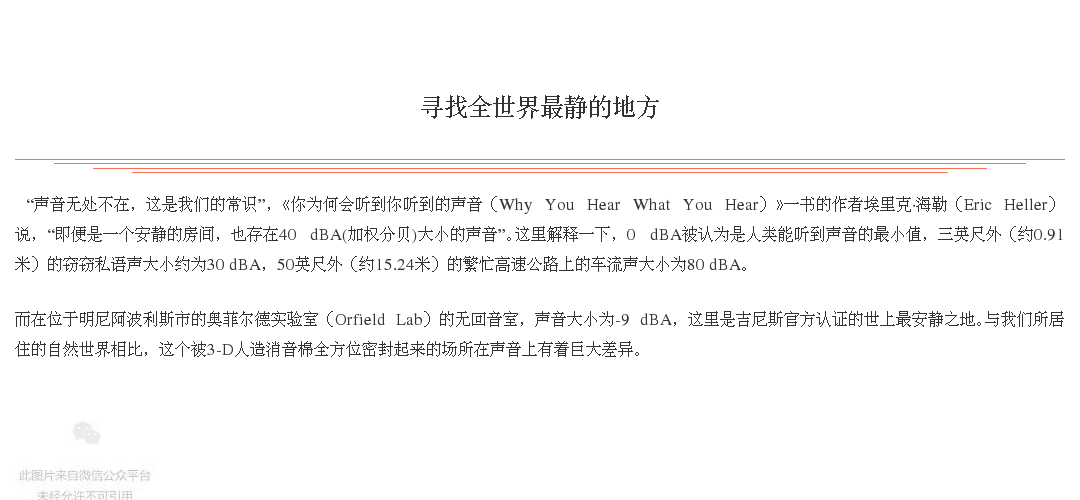 寻找全世界最静的地方
“声音无处不在，这是我们的常识”，《你为何会听到你听到的声音（Why You Hear What You Hear）》一书的作者埃里克·海勒（Eric Heller）
说，“即便是一个安静的房间，也存在40 dBA(加权分贝)大小的声音”。这里解释一下，0 dBA被认为是人类能听到声音的最小值，三英尺外（约0.91
米）的窃窃私语声大小约为30 dBA，50英尺外（约15.24米）的繁忙高速公路上的车流声大小为80 dBA。
而在位于明尼阿波利斯市的奥菲尔德实验室（Orfield Lab）的无回音室，声音大小为-9 dBA，这里是吉尼斯官方认证的世上最安静之地。与我们所居
住的自然世界相比，这个被3-D人造消音棉全方位密封起来的场所在声音上有着巨大差异。
此图片来自微信公众平台
未经允许不可引用